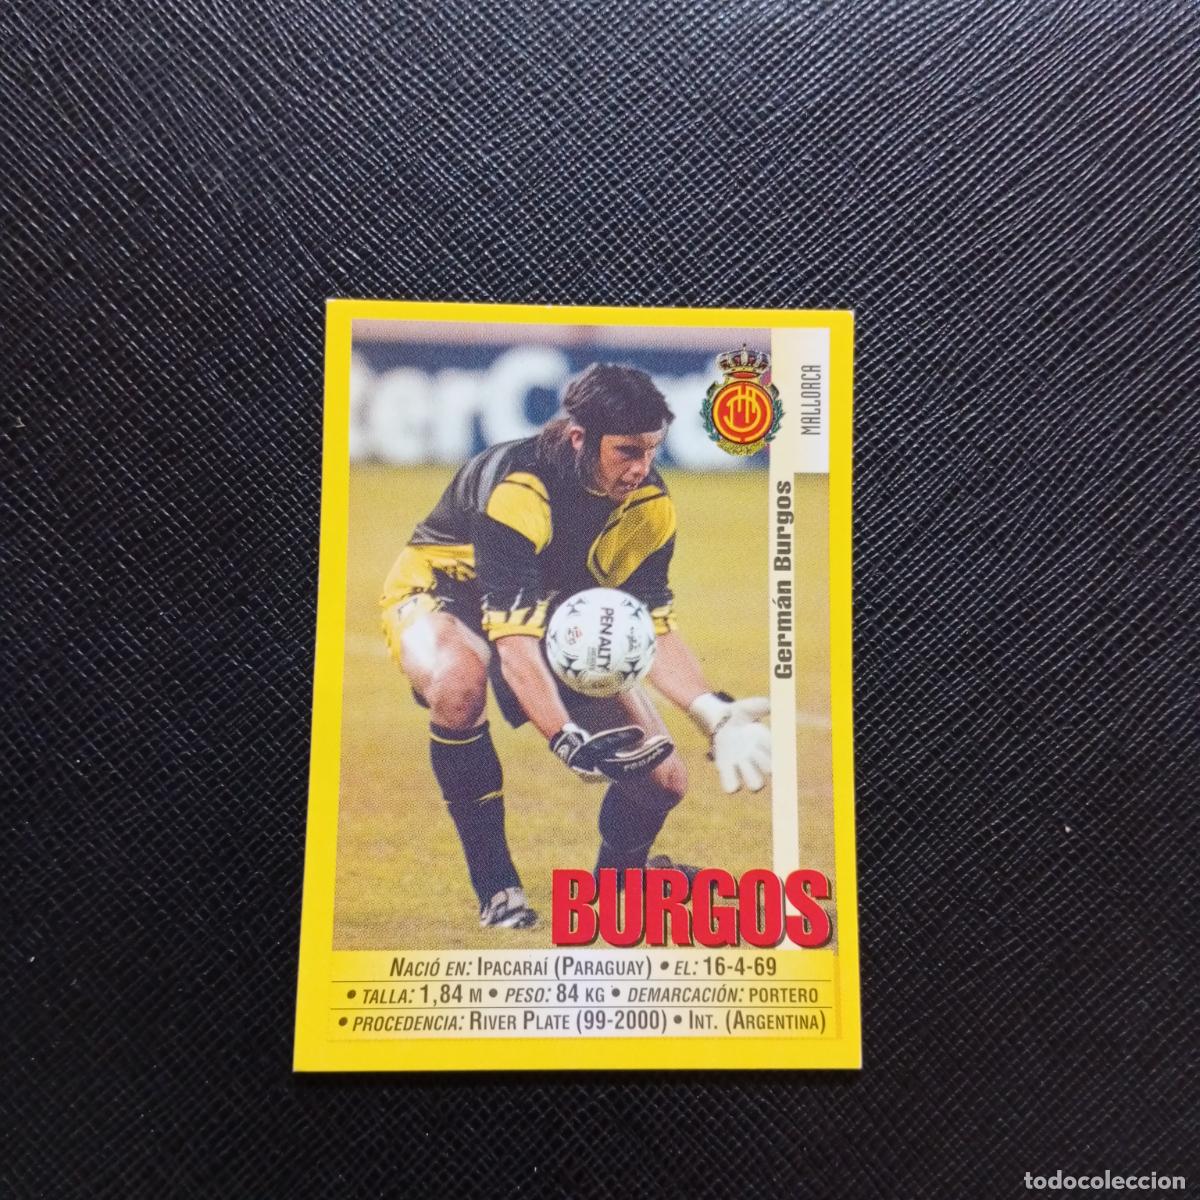 MALLORCA
Germán Burgos
PENALTY
BURGOS
NACIÓ EN: IPACARAÍ (PARAGUAY) • EL: 16-4-69
• TALLA: 1,84 M • PESO: 84 KG • DEMARCACIÓN: PORTERO
• PROCEDENCIA: RIVER PLATE (99-2000) • INT. (ARGENTINA)
todocoleccion